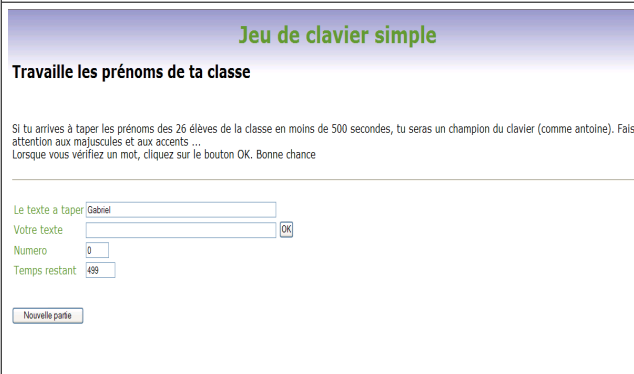 Jeu de clavier simple
Travaille les prénoms de ta classe
Si tu arrives à taper les prénoms des 26 élèves de la classe en moins de 500 secondes, tu seras un champion du clavier (comme antoine). Fais
attention aux majuscules et aux accents ...
Lorsque vous vérifiez un mot, cliquez sur le bouton OK. Bonne chance
Le texte a taper Gabriel
Votre texte OK
Numero 0
Temps restant 499
Nouvelle partie